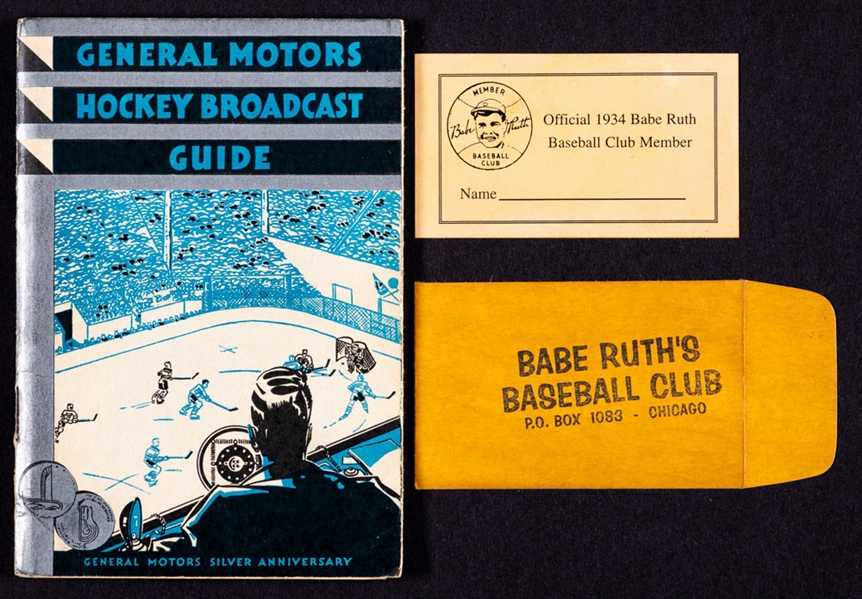 GENERAL MOTORS
HOCKEY BROADCAST
GUIDE
GENERAL MOTORS SILVER ANNIVERSARY
MEMBER
Babe Ruth
BASEBALL
CLUB
Official 1934 Babe Ruth
Baseball Club Member
Name
BABE RUTH'S
BASEBALL CLUB
P.O. BOX 1083 - CHICAGO